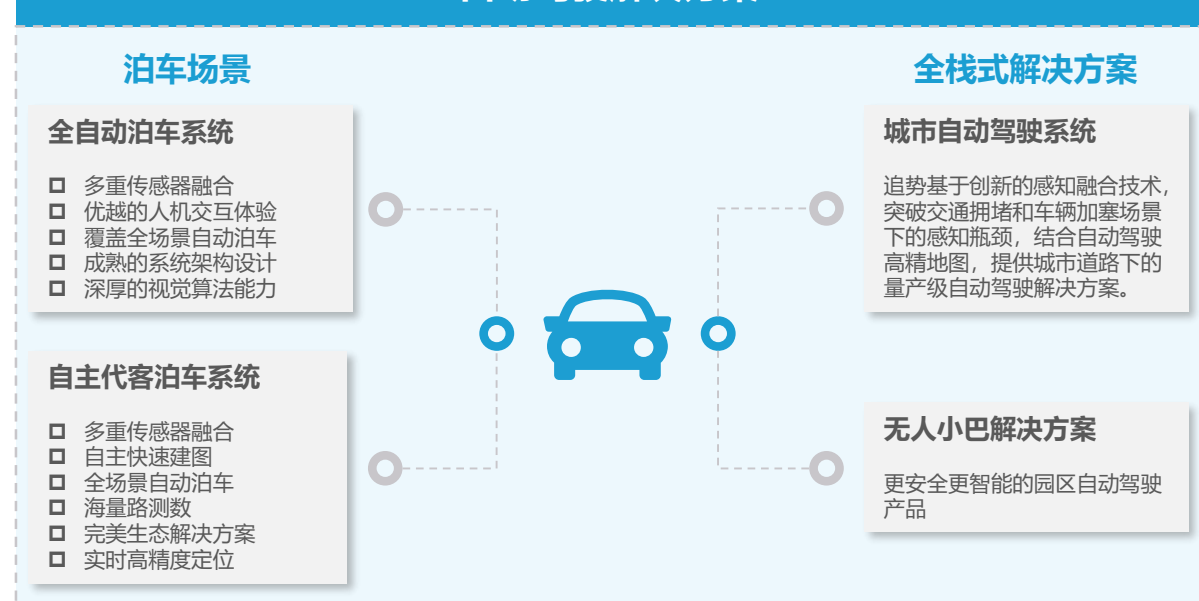 泊车场景
全自动泊车系统
多重传感器融合
优越的人机交互体验
覆盖全场景自动泊车
成熟的系统架构设计
深厚的视觉算法能力
自主代客泊车系统
多重传感器融合
自主快速建图
全场景自动泊车
海量路测数
完美生态解决方案
实时高精度定位
全栈式解决方案
城市自动驾驶系统
追势基于创新的感知融合技术，
突破交通拥堵和车辆加塞场景
下的感知瓶颈，结合自动驾驶
高精地图，提供城市道路下的
量产级自动驾驶解决方案。
无人小巴解决方案
更安全更智能的园区自动驾驶
产品